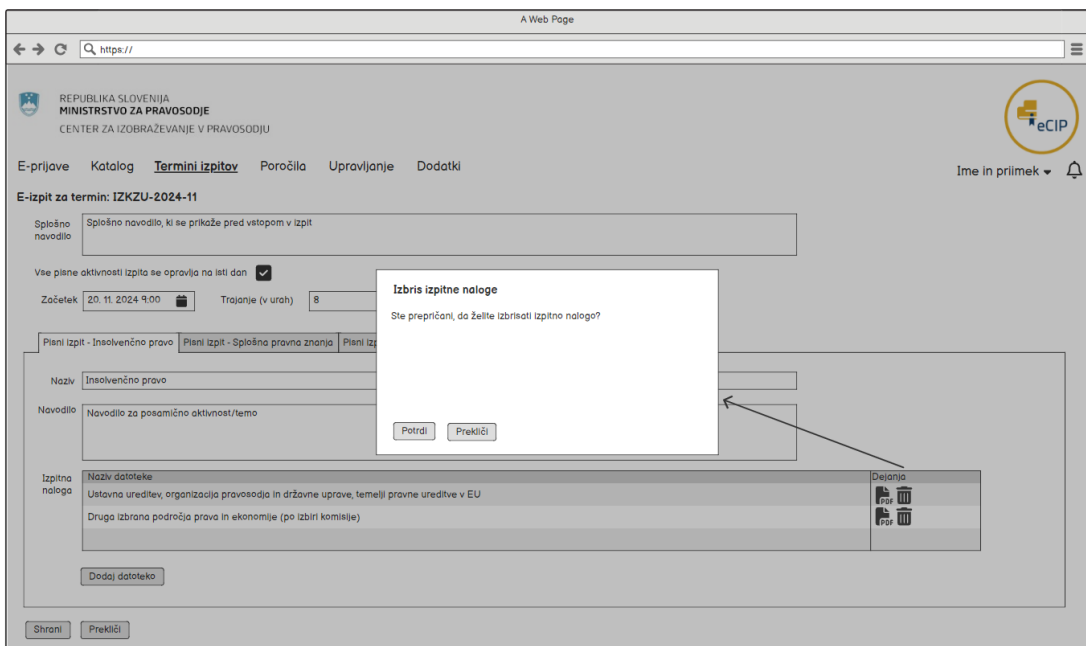 A Web Page
https://
REPUBLIKA SLOVENIJA
MINISTRSTVO ZA PRAVOSODJE
CENTER ZA IZOBRAŽEVANJE V PRAVOSODJU
eCIP
E-prijave Katalog Termini izpitov Poročila Upravljanje Dodatki
Ime in priimek
E-izpit za termin: IZKZU-2024-11
Splošno navodilo
Splošno navodilo, ki se prikaže pred vstopom v izpit
Vse pisne aktivnosti izpita se opravlja na isti dan
Začetek 20. 11. 2024 9:00 Trajanje (v urah) 8
Izbris izpitne naloge
Ste prepričani, da želite izbrisati izpitno nalogo?
Potrdi Prekliči
Pisni izpit - Insolvenčno pravo Pisni izpit - Splošna pravna znanja Pisni
Naziv Insolvenčno pravo
Navodilo Navodilo za posamično aktivnost/temo
Izpitna naloga
Naziv datoteke Dejanja
Ustavna ureditev, organizacija pravosodja in državne uprave, temelji pravne ureditve v EU PDF
Druga izbrana področja prava in ekonomije (po izbiri komisije) PDF
Dodaj datoteko
Shrani Prekliči